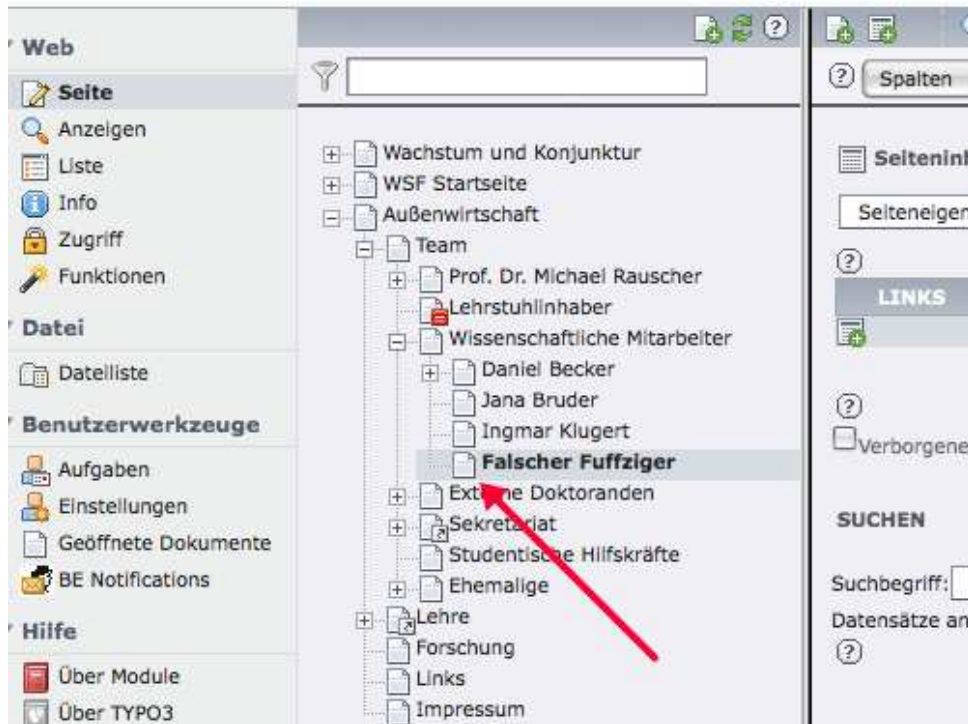 Web
Seite
Anzeigen
Liste
Info
Zugriff
Funktionen
Datei
Dateiliste
Benutzerwerkzeuge
Aufgaben
Einstellungen
Geöffnete Dokumente
BE Notifications
Hilfe
Über Module
Über TYPO3
Wachstum und Konjunktur
WSF Startseite
Außenwirtschaft
Team
Prof. Dr. Michael Rauscher
Lehrstuhlinhaber
Wissenschaftliche Mitarbeiter
Daniel Becker
Jana Bruder
Ingmar Klugert
Falscher Fuffziger
Externe Doktoranden
Sekretariat
Studentische Hilfskräfte
Ehemalige
Lehre
Forschung
Links
Impressum
Spalten
Seiteninh
Seiteneigen
LINKS
Verborgene
SUCHEN
Suchbegriff:
Datensätze an